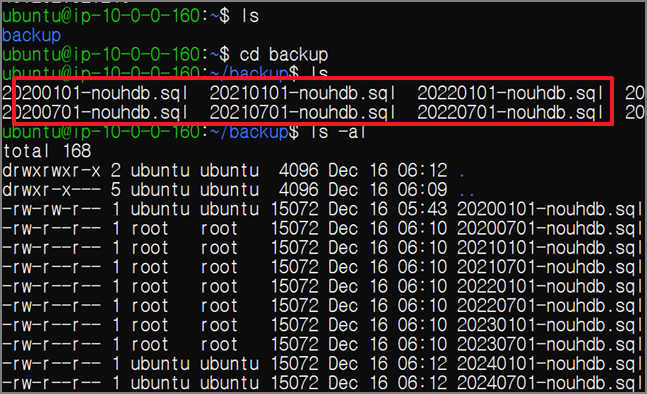 ubuntu@ip-10-0-0-160:~$ ls
backup
ubuntu@ip-10-0-0-160:~$ cd backup
ubuntu@ip-10-0-0-160:~/backup$ ls
20200101-nouhdb.sql  20210101-nouhdb.sql  20220101-nouhdb.sql  20
20200701-nouhdb.sql  20210701-nouhdb.sql  20220701-nouhdb.sql  20
ubuntu@ip-10-0-0-160:~/backup$ ls -al
total 168
drwxrwxr-x 2 ubuntu ubuntu  4096 Dec 16 06:12 .
drwxr-x--- 5 ubuntu ubuntu  4096 Dec 16 06:09 ..
-rw-rw-r-- 1 ubuntu ubuntu 15072 Dec 16 05:43 20200101-nouhdb.sql
-rw-r--r-- 1 root   root   15072 Dec 16 06:10 20200701-nouhdb.sql
-rw-r--r-- 1 root   root   15072 Dec 16 06:10 20210101-nouhdb.sql
-rw-r--r-- 1 root   root   15072 Dec 16 06:10 20210701-nouhdb.sql
-rw-r--r-- 1 root   root   15072 Dec 16 06:10 20220101-nouhdb.sql
-rw-r--r-- 1 root   root   15072 Dec 16 06:10 20220701-nouhdb.sql
-rw-r--r-- 1 root   root   15072 Dec 16 06:10 20230101-nouhdb.sql
-rw-r--r-- 1 root   root   15072 Dec 16 06:10 20230701-nouhdb.sql
-rw-r--r-- 1 ubuntu ubuntu 15072 Dec 16 06:12 20240101-nouhdb.sql
-rw-r--r-- 1 ubuntu ubuntu 15072 Dec 16 06:12 20240701-nouhdb.sql